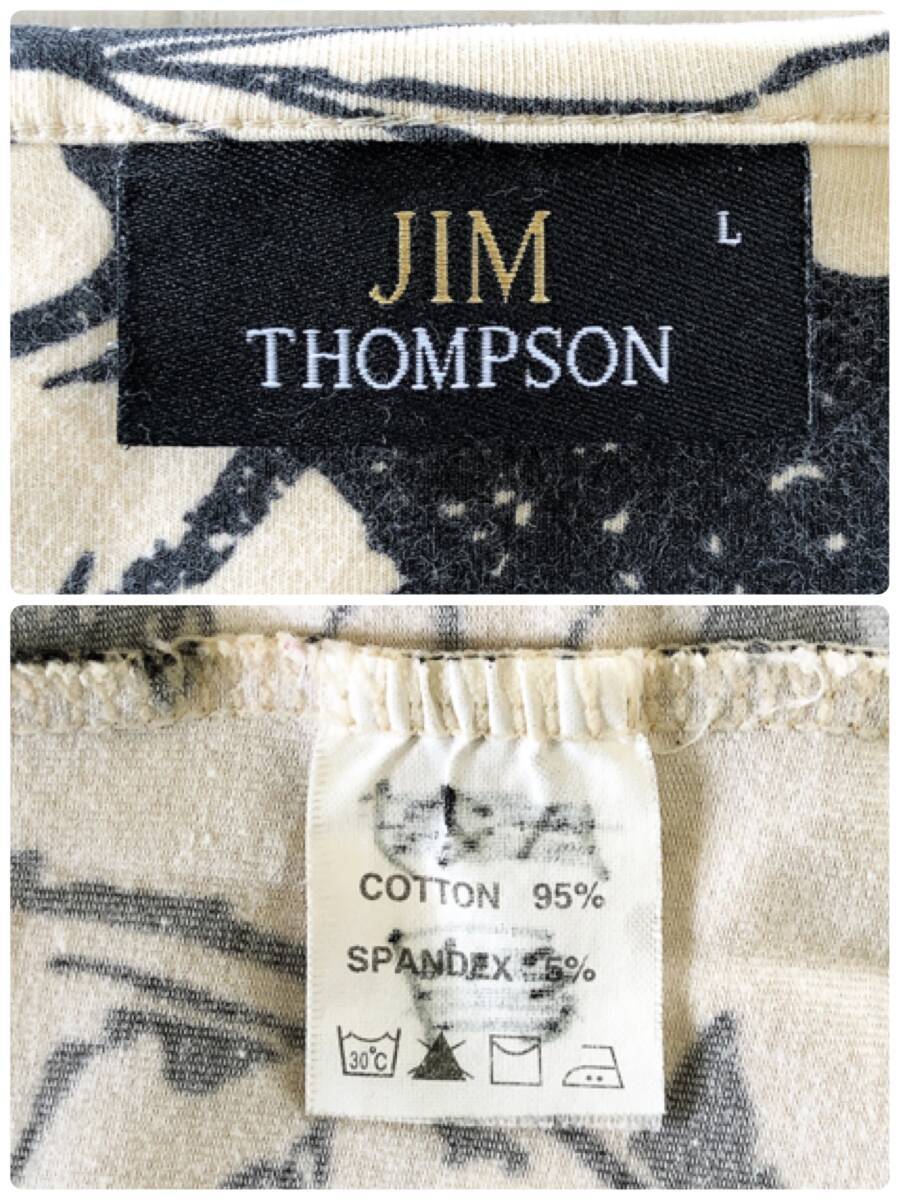 JIM
L
THOMPSON
COTTON 95%
SPANDEX 5%
30°C